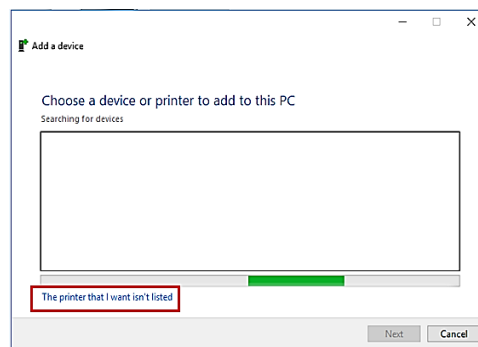 Add a device
Choose a device or printer to add to this PC
Searching for devices
The printer that I want isn't listed
Next
Cancel